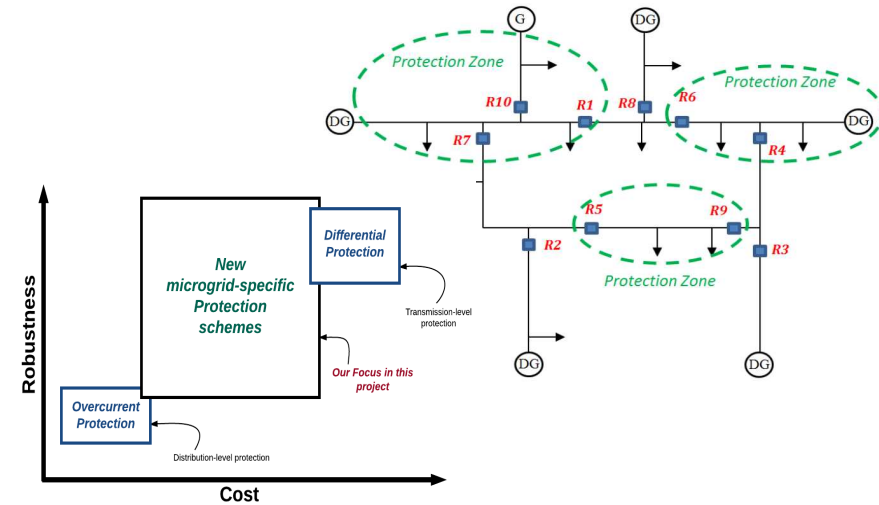 G
DG
Protection Zone
Protection Zone
R10
R1
R8
R6
DG
DG
R7
R4
R5
R9
R2
R3
Protection Zone
DG
DG
Robustness
New
microgrid-specific
Protection
schemes
Differential
Protection
Transmission-level
protection
Our Focus in this
project
Overcurrent
Protection
Distribution-level protection
Cost